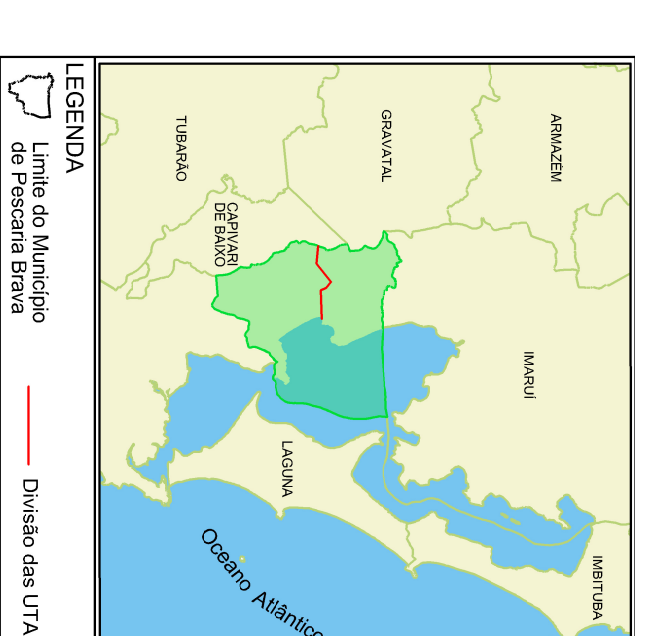 ARMAZÉM
GRAVATAL
TUBARÃO
CAPIVARI
DE BAIXO
IMARUÍ
LAGUNA
IMBITUBA
Oceano Atlântico
LEGENDA
Limite do Município
de Pescaria Brava
Divisão das UTA